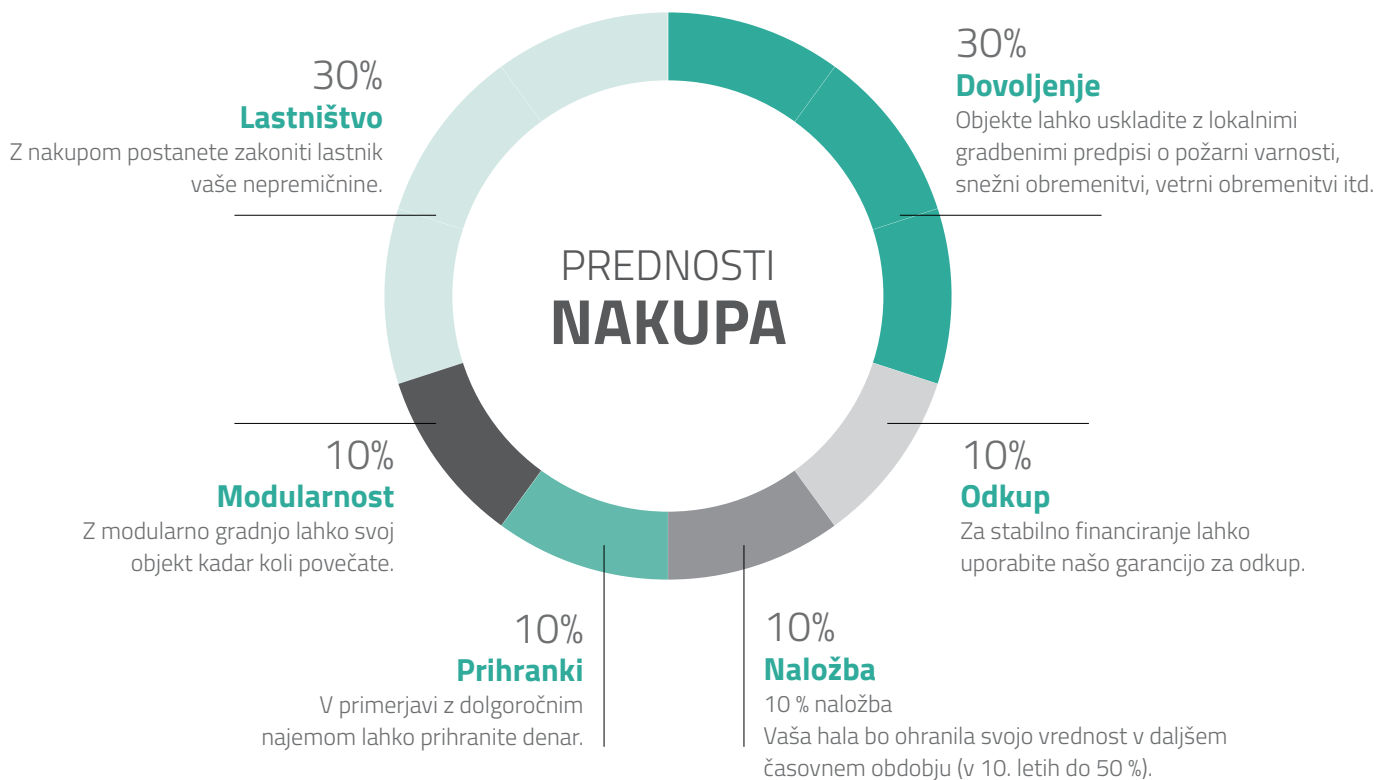 PREDNOSTI
NAKUPA
30%
Lastništvo
Z nakupom postanete zakoniti lastnik
vaše nepremičnine.
30%
Dovoljenje
Objekte lahko uskladite z lokalnimi
gradbenimi predpisi o požarni varnosti,
snežni obremenitvi, vetrni obremenitvi itd.
10%
Modularnost
Z modularno gradnjo lahko svoj
objekt kadar koli povečate.
10%
Odkup
Za stabilno financiranje lahko
uporabite našo garancijo za odkup.
10%
Prihranki
V primerjavi z dolgoročnim
najemom lahko prihranite denar.
10%
Naložba
10 % naložba
Vaša hala bo ohranila svojo vrednost v daljšem
časovnem obdobju (v 10. letih do 50 %).